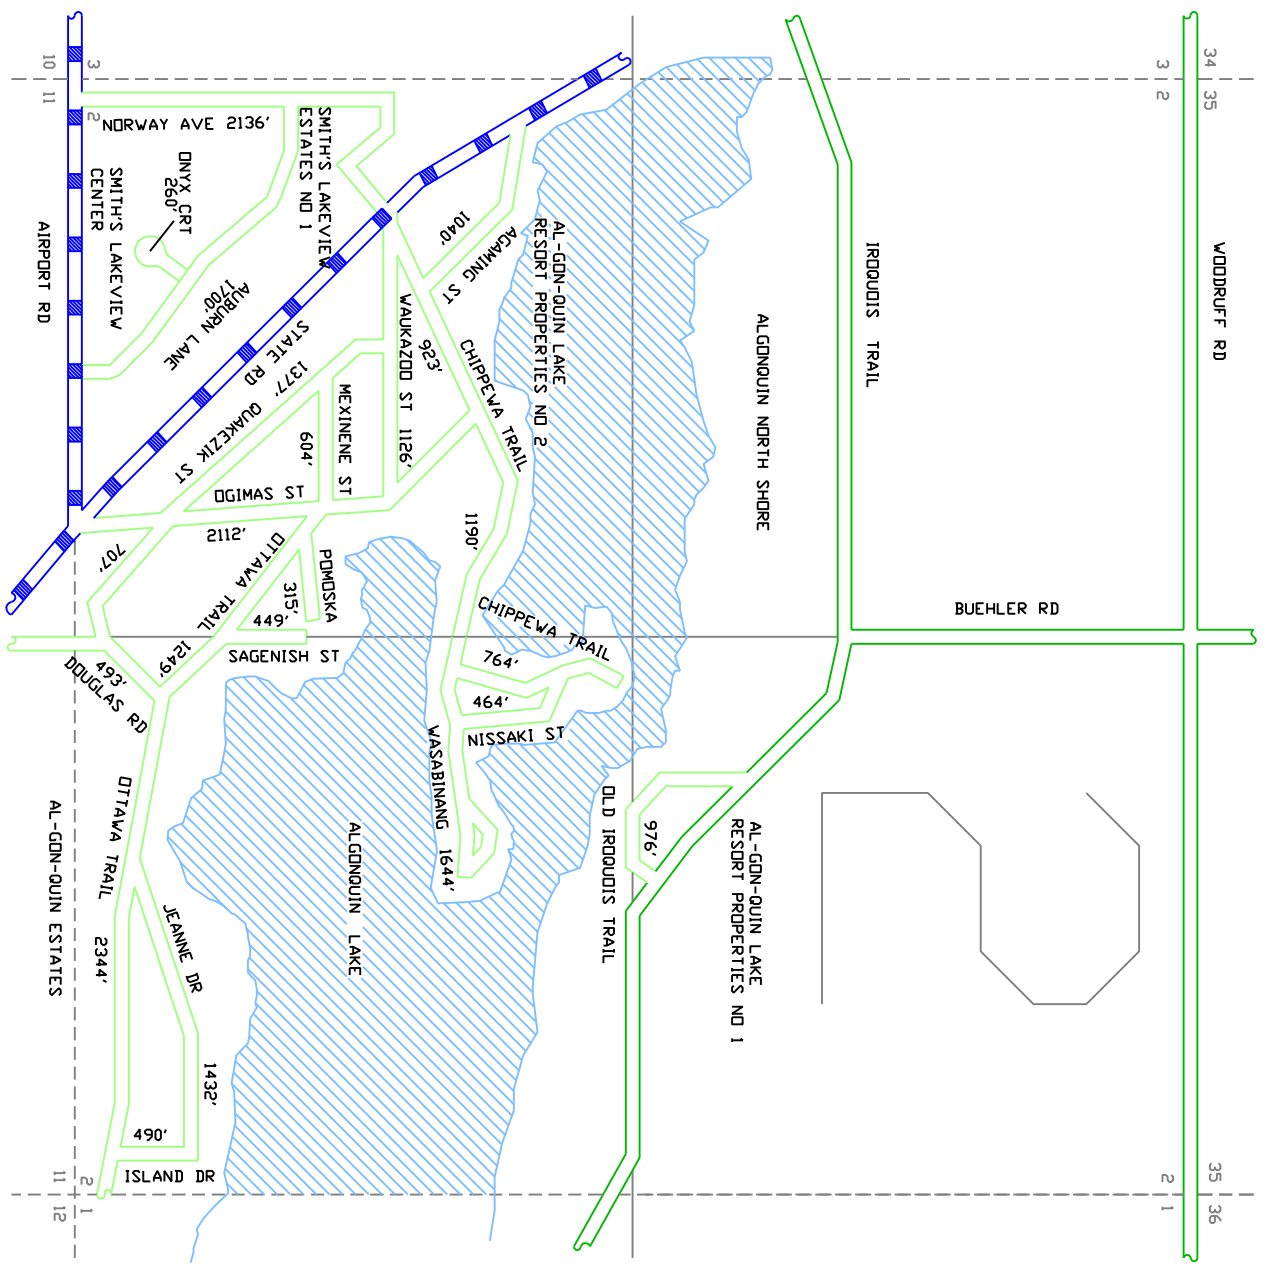 10
3
11
2
3
2
34
35
NORWAY AVE 2136'
SMITH'S LAKEVIEW
ESTATES NO 1
ONYX CRT
260'
SMITH'S LAKEVIEW
CENTER
AIRPORT RD
AUBURN LANE
1700'
STATE RD
1040'
AGAMING ST
AL-GON-QUIN LAKE
RESORT PROPERTIES NO 2
WAUKAZOO ST 1126'
923'
CHIPPEWA TRAIL
1377'
QUAKEZIK ST
MEXINENE ST
604'
OGIMAS ST
2112'
707'
OTTAWA TRAIL
1249'
POMOSKA
315'
449'
SAGENISH ST
493'
DOUGLAS RD
1190'
CHIPPEWA TRAIL
764'
464'
NISSAKI ST
WASABINANG 1644'
ALGONQUIN NORTH SHORE
IROQUOIS TRAIL
WOODRUFF RD
BUEHLER RD
OLD IROQUOIS TRAIL
976'
AL-GON-QUIN LAKE
RESORT PROPERTIES NO 1
ALGONQUIN LAKE
OTTAWA TRAIL
2344'
AL-GON-QUIN ESTATES
JEANNE DR
1432'
490'
ISLAND DR
11
2
12
1
2
1
35
36